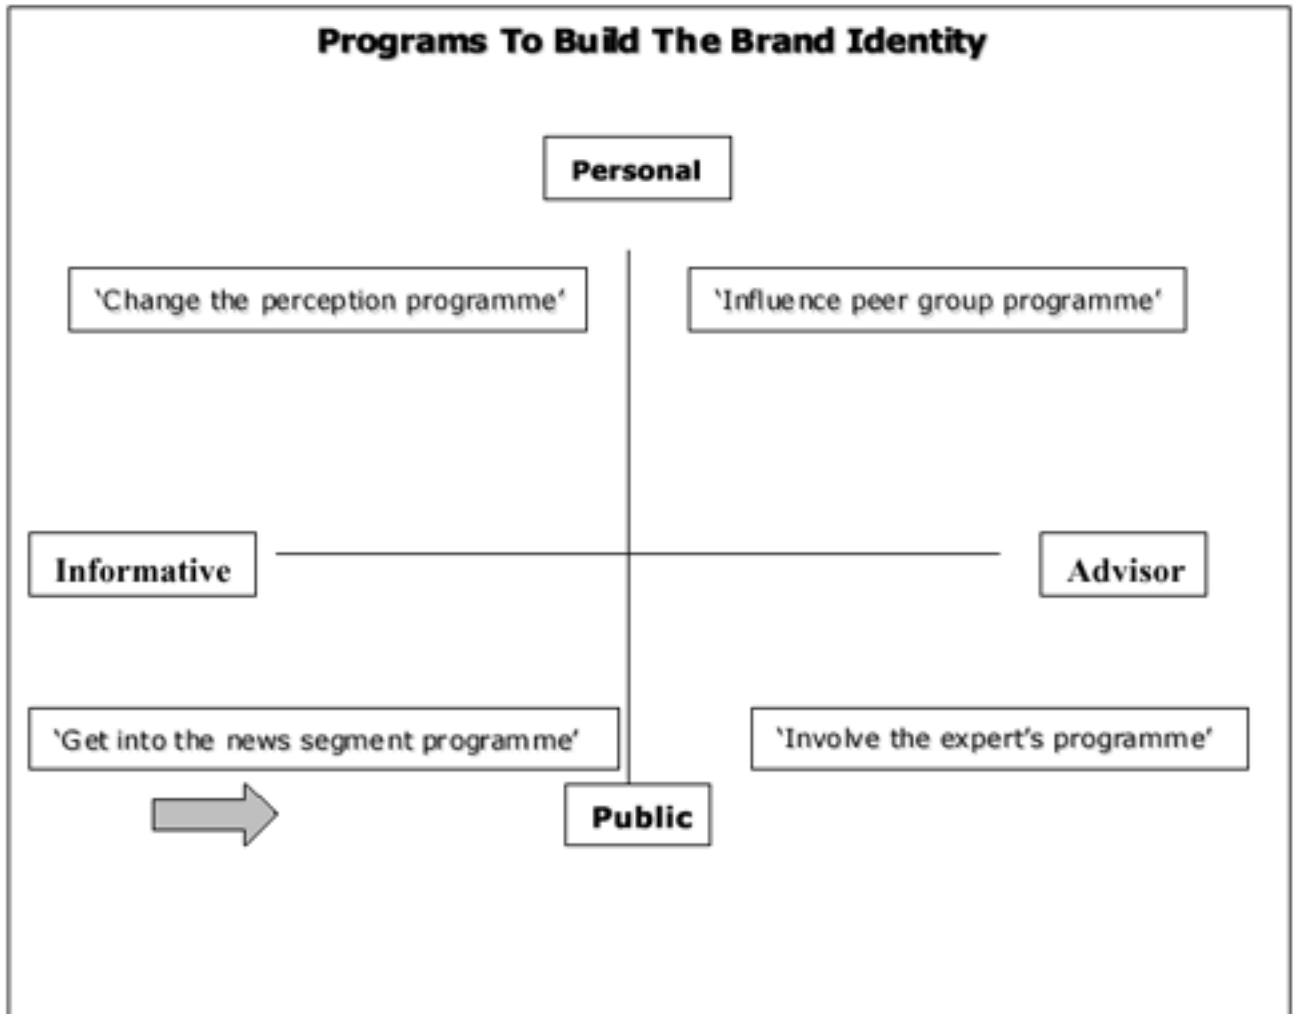 Programs To Build The Brand Identity
Personal
‘Change the perception programme’
‘Influence peer group programme’
Informative
Advisor
‘Get into the news segment programme’
‘Involve the expert’s programme’
Public